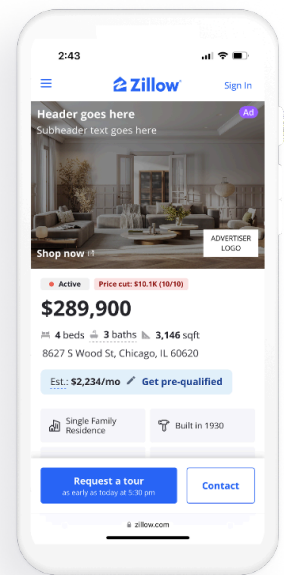 2:43
Zillow
Sign In
Header goes here
Ad
Subheader text goes here
Shop now
ADVERTISER
LOGO
Active
Price cut: $10.1K (10/10)
$289,900
4 beds 3 baths 3,146 sqft
8627 S Wood St, Chicago, IL 60620
Est.: $2,234/mo Get pre-qualified
Single Family
Residence
Built in 1930
Request a tour
as early as today at 5:30 pm
Contact
zillow.com